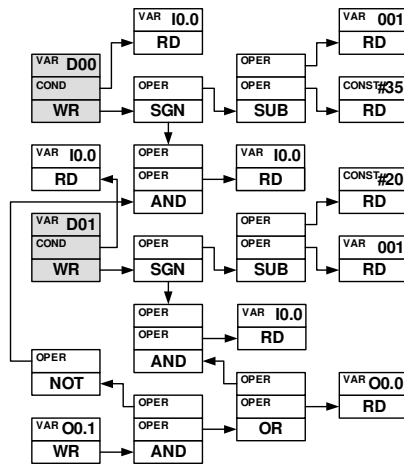 VAR I0.0
RD
VAR 001
RD
VAR D00
COND
WR
OPER
SGN
OPER
OPER
SUB
CONST #35
RD
VAR I0.0
RD
OPER
OPER
AND
VAR I0.0
RD
CONST #20
RD
VAR D01
COND
WR
OPER
SGN
OPER
OPER
SUB
VAR 001
RD
OPER
OPER
AND
VAR I0.0
RD
OPER
NOT
OPER
OPER
OR
VAR O0.0
RD
VAR O0.1
WR
OPER
OPER
AND